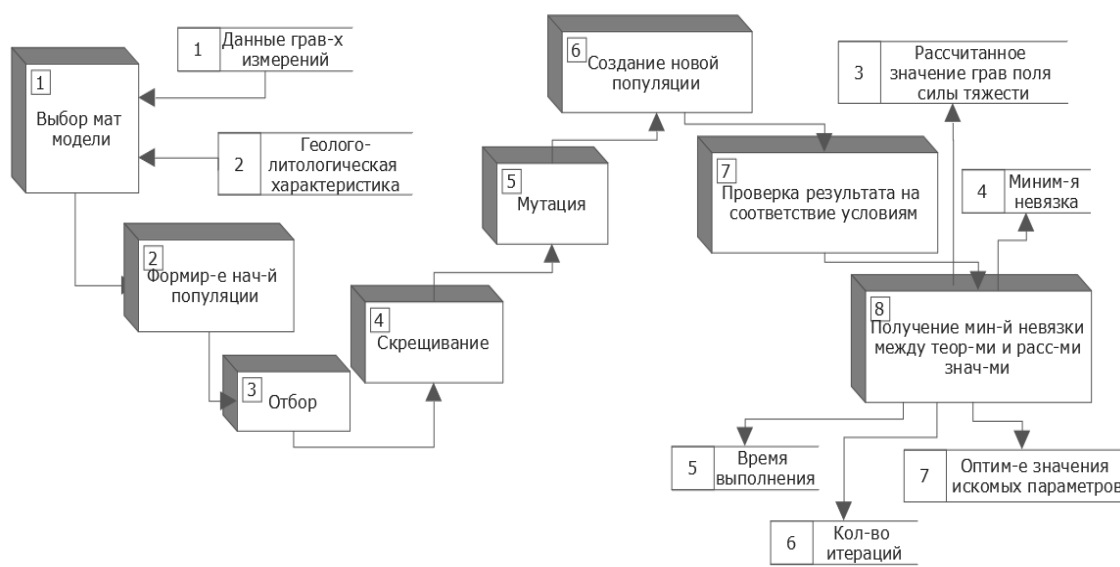 1
Выбор мат
модели
1
Данные грав-х
измерений
2
Геолого-
литологическая
характеристика
2
Формир-е нач-й
популяции
3
Отбор
4
Скрещивание
5
Мутация
6
Создание новой
популяции
7
Проверка результата на
соответствие условиям
3
Рассчитанное
значение грав поля
силы тяжести
4
Миним-я
невязка
8
Получение мин-й невязки
между теор-ми и расс-ми
знач-ми
5
Время
выполнения
6
Кол-во
итераций
7
Оптим-е значения
искомых параметров